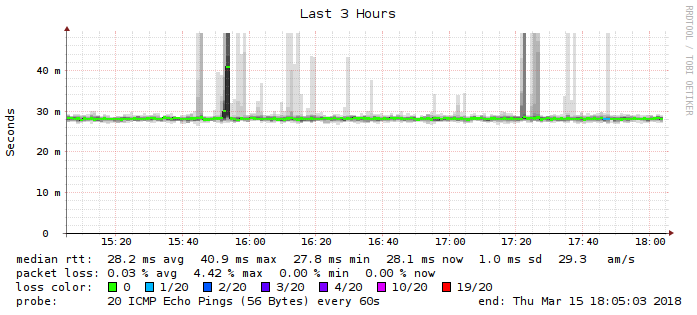 Last 3 Hours
RRDTOOL / TOBI OETIKER
Seconds
40 m
30 m
20 m
10 m
0
15:20 15:40 16:00 16:20 16:40 17:00 17:20 17:40 18:00
median rtt: 28.2 ms avg 40.9 ms max 27.8 ms min 28.1 ms now 1.0 ms sd 29.3 am/s
packet loss: 0.03 % avg 4.42 % max 0.00 % min 0.00 % now
loss color: 0 1/20 2/20 3/20 4/20 10/20 19/20
probe: 20 ICMP Echo Pings (56 Bytes) every 60s end: Thu Mar 15 18:05:03 2018